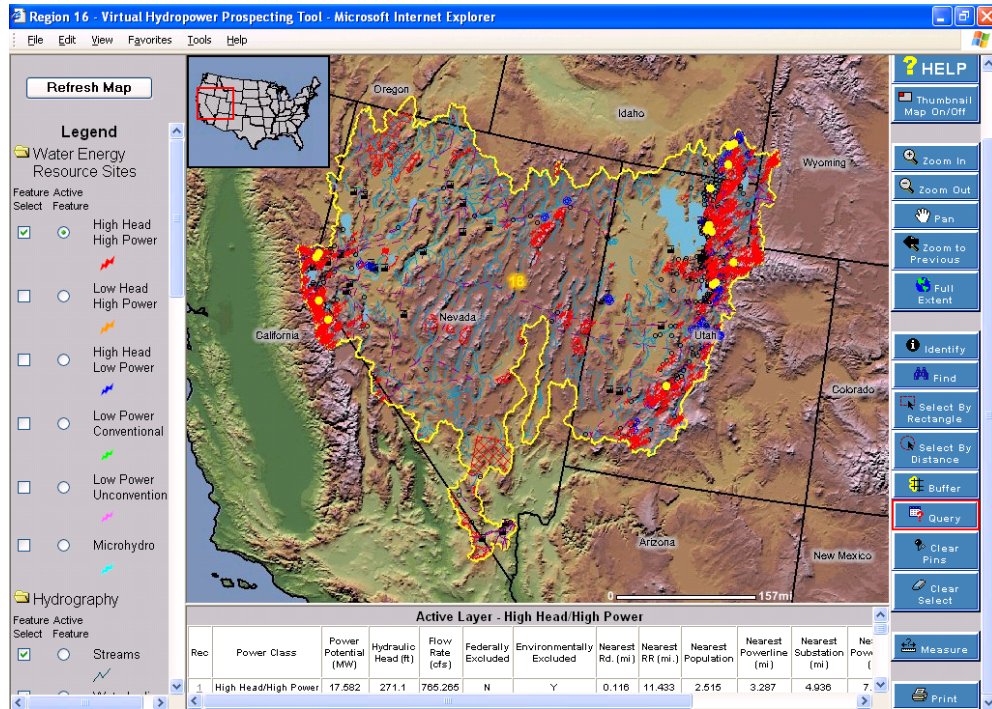 Region 16 - Virtual Hydropower Prospecting Tool - Microsoft Internet Explorer
File Edit View Favorites Tools Help
Refresh Map
Legend
Water Energy
Resource Sites
Feature Active
Select Feature
High Head
High Power
Low Head
High Power
High Head
Low Power
Low Power
Conventional
Low Power
Unconvention
Microhydro
Hydrography
Feature Active
Select Feature
Streams
Oregon
Idaho
Wyoming
16
Nevada
California
Utah
Colorado
Arizona
New Mexico
0 157mi
Active Layer - High Head/High Power
Rec Power Class Power Potential (MW) Hydraulic Head (ft) Flow Rate (cfs) Federally Excluded Environmentally Excluded Nearest Rd. (mi) Nearest RR (mi.) Nearest Population Nearest Powerline (mi) Nearest Substation (mi)
1 High Head/High Power 17.582 271.1 765.265 N Y 0.116 11.433 2.515 3.287 4.936 7.
? HELP
Thumbnail
Map On/Off
Zoom In
Zoom Out
Pan
Zoom to
Previous
Full
Extent
Identify
Find
Select By
Rectangle
Select By
Distance
Buffer
Query
Clear
Pins
Clear
Select
Measure
Print